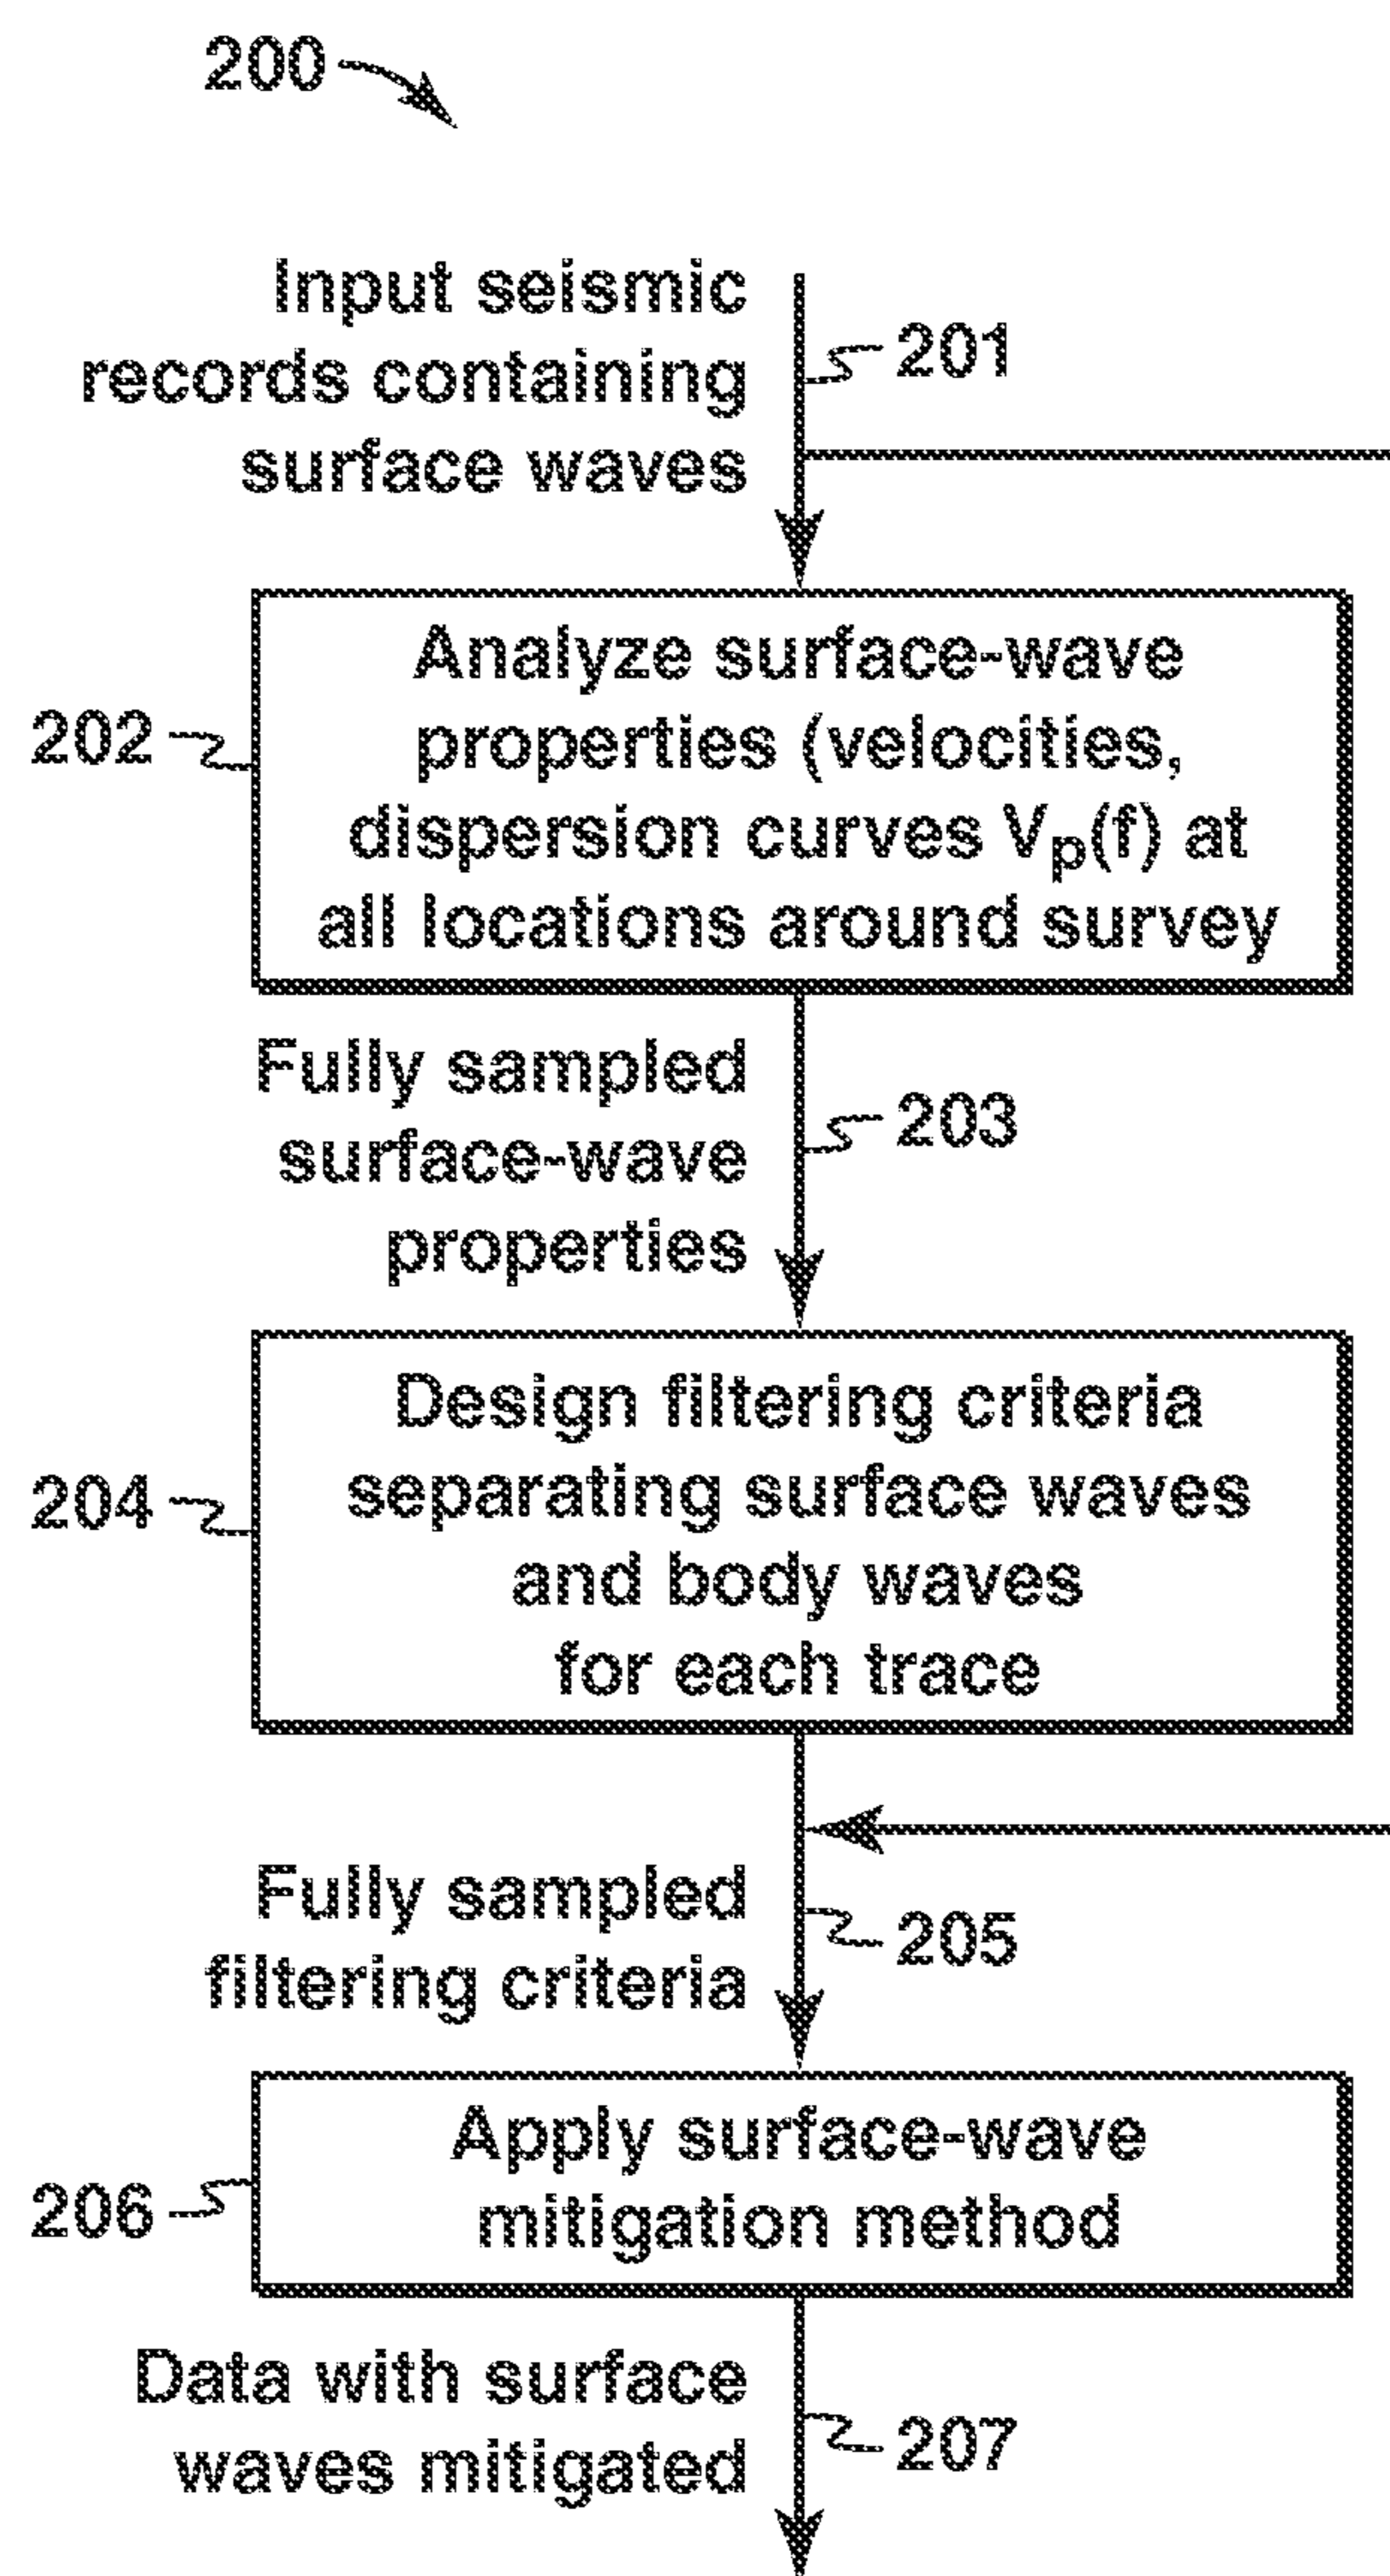 200
Input seismic
records containing
surface waves
201
202
Analyze surface-wave
properties (velocities,
dispersion curves Vp(f) at
all locations around survey
Fully sampled
surface-wave
properties
203
204
Design filtering criteria
separating surface waves
and body waves
for each trace
Fully sampled
filtering criteria
205
206
Apply surface-wave
mitigation method
Data with surface
waves mitigated
207